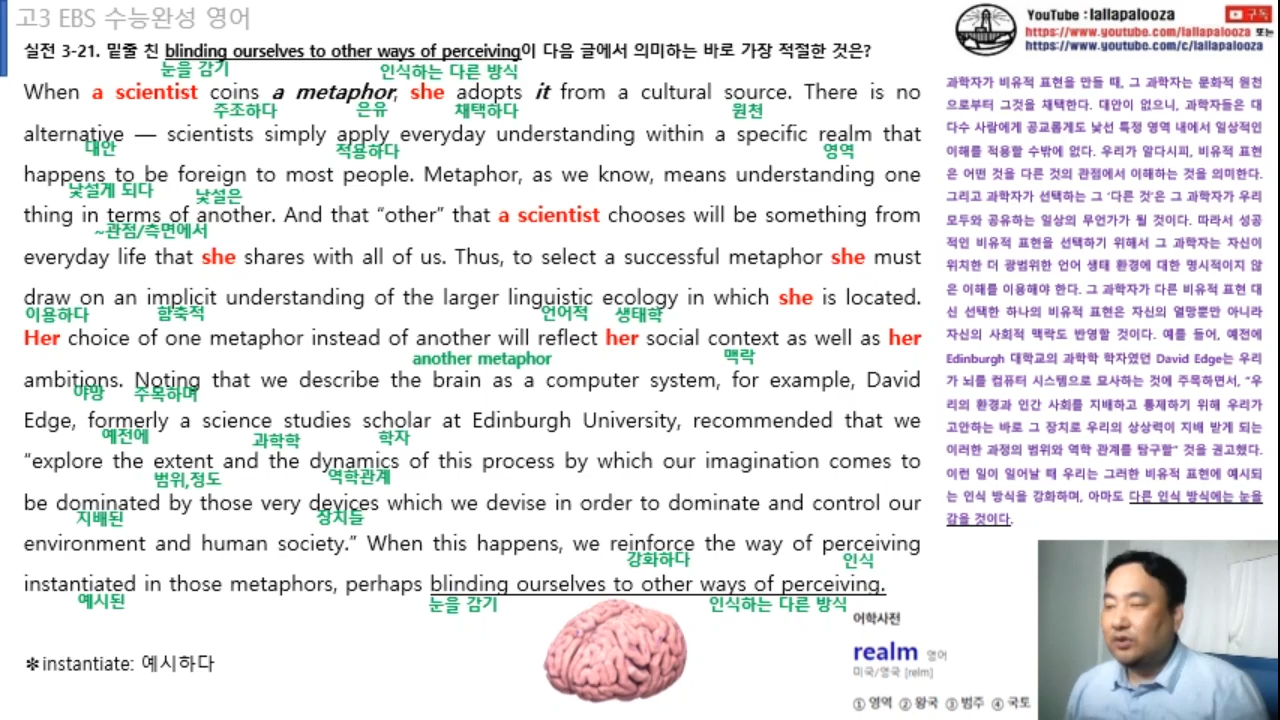 고3 EBS 수능완성 영어
YouTube : lallapalooza
구독
https://www.youtube.com/lallapalooza 또는
https://www.youtube.com/c/lallapalooza
실전 3-21. 밑줄 친 blinding ourselves to other ways of perceiving이 다음 글에서 의미하는 바로 가장 적절한 것은?
눈을 감기 인식하는 다른 방식
When a scientist coins a metaphor, she adopts it from a cultural source. There is no
주조하다 은유 채택하다 원천
alternative — scientists simply apply everyday understanding within a specific realm that
대안 적용하다 영역
happens to be foreign to most people. Metaphor, as we know, means understanding one
낯설게 되다 낯설은
thing in terms of another. And that “other” that a scientist chooses will be something from
~관점/측면에서
everyday life that she shares with all of us. Thus, to select a successful metaphor she must
draw on an implicit understanding of the larger linguistic ecology in which she is located.
이용하다 함축적 언어적 생태학
Her choice of one metaphor instead of another will reflect her social context as well as her
another metaphor 맥락
ambitions. Noting that we describe the brain as a computer system, for example, David
야망 주목하며
Edge, formerly a science studies scholar at Edinburgh University, recommended that we
예전에 과학학 학자
“explore the extent and the dynamics of this process by which our imagination comes to
범위,정도 역학관계
be dominated by those very devices which we devise in order to dominate and control our
지배된 장치들
environment and human society.” When this happens, we reinforce the way of perceiving
강화하다 인식
instantiated in those metaphors, perhaps blinding ourselves to other ways of perceiving.
예시된 눈을 감기 인식하는 다른 방식
✻instantiate: 예시하다
과학자가 비유적 표현을 만들 때, 그 과학자는 문화적 원천
으로부터 그것을 채택한다. 대안이 없으니, 과학자들은 대
다수 사람에게 공교롭게도 낯선 특정 영역 내에서 일상적인
이해를 적용할 수밖에 없다. 우리가 알다시피, 비유적 표현
은 어떤 것을 다른 것의 관점에서 이해하는 것을 의미한다.
그리고 과학자가 선택하는 그 ‘다른 것’은 그 과학자가 우리
모두와 공유하는 일상의 무언가가 될 것이다. 따라서 성공
적인 비유적 표현을 선택하기 위해서 그 과학자는 자신이
위치한 더 광범위한 언어 생태 환경에 대한 명시적이지 않
은 이해를 이용해야 한다. 그 과학자가 다른 비유적 표현 대
신 선택한 하나의 비유적 표현은 자신의 열망뿐만 아니라
자신의 사회적 맥락도 반영할 것이다. 예를 들어, 예전에
Edinburgh 대학교의 과학학 학자였던 David Edge는 우리
가 뇌를 컴퓨터 시스템으로 묘사하는 것에 주목하면서, “우
리의 환경과 인간 사회를 지배하고 통제하기 위해 우리가
고안하는 바로 그 장치로 우리의 상상력이 지배 받게 되는
이러한 과정의 범위와 역학 관계를 탐구할” 것을 권고했다.
이런 일이 일어날 때 우리는 그러한 비유적 표현에 예시되
는 인식 방식을 강화하며, 아마도 다른 인식 방식에는 눈을
감을 것이다.
어학사전
realm 영어
미국/영국 [relm]
① 영역 ② 왕국 ③ 범주 ④ 국토